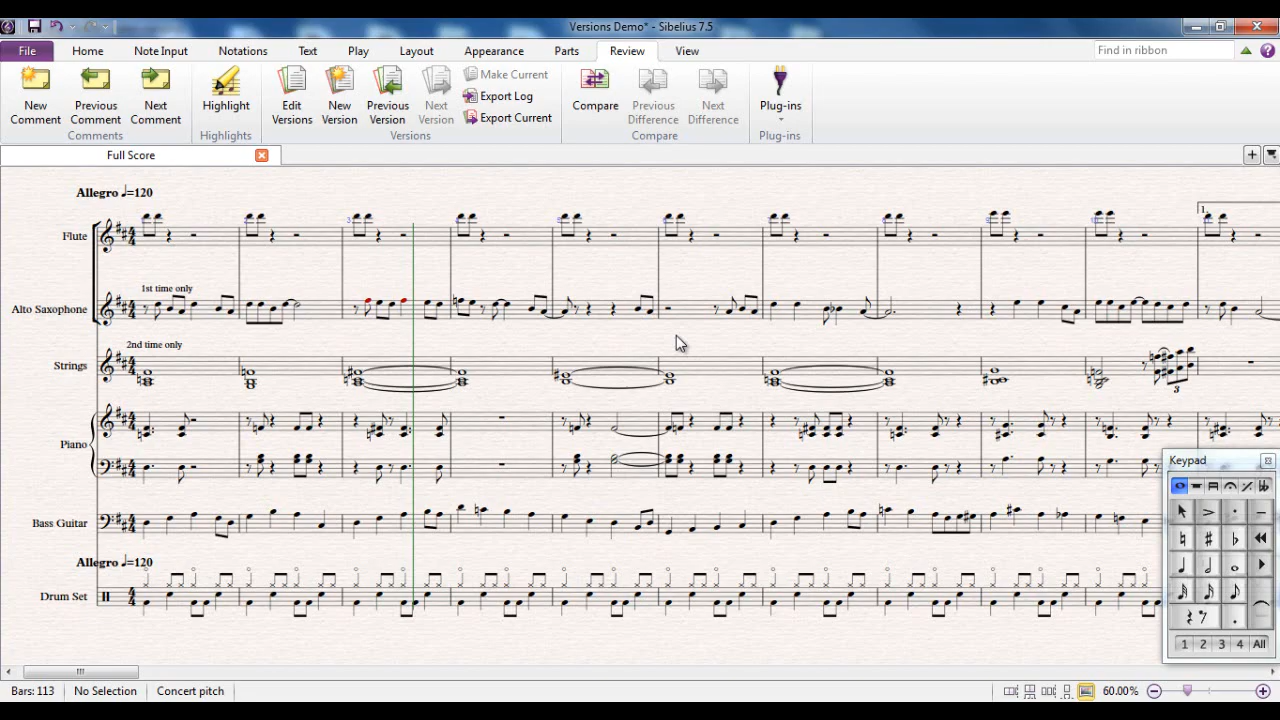 Versions Demo* - Sibelius 7.5
File Home Note Input Notations Text Play Layout Appearance Parts Review View Find in ribbon
New Comment
Previous Comment
Next Comment
Comments
Highlight
Highlights
Edit Versions
New Version
Previous Version
Next Version
Make Current
Export Log
Export Current
Versions
Compare
Previous Difference
Next Difference
Compare
Plug-ins
Plug-ins
Full Score
Allegro ♩=120
1.
3
Flute
1st time only
Alto Saxophone
2nd time only
Strings
3
Piano
Bass Guitar
Allegro ♩=120
Drum Set
Keypad
1 2 3 4 All
Bars: 113 No Selection Concert pitch 60.00%